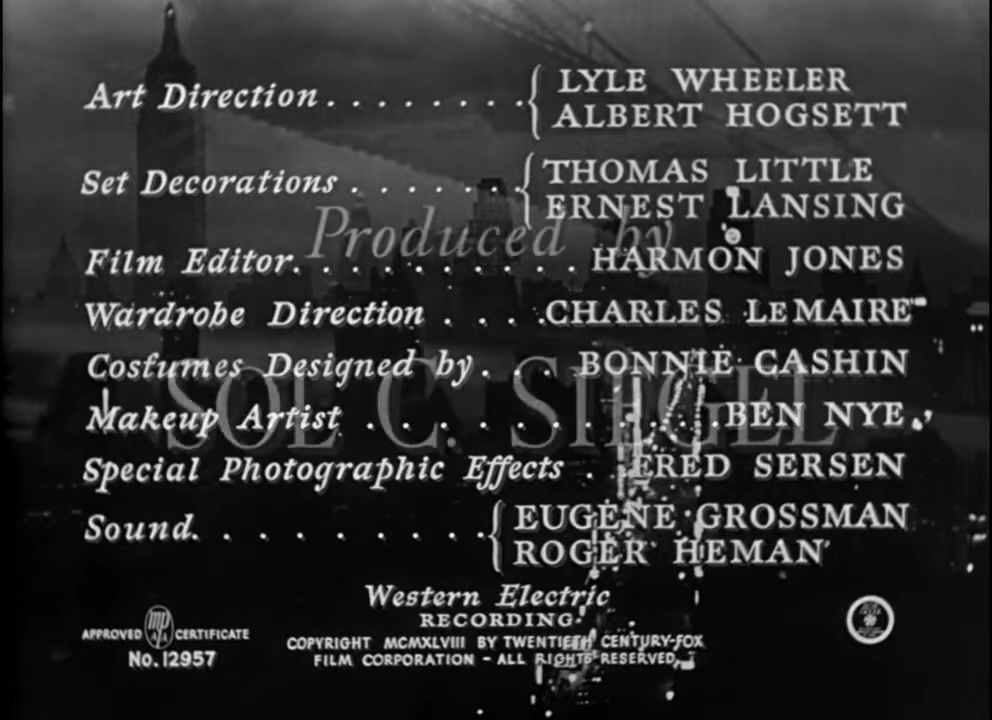 Art Direction........{ LYLE WHEELER
ALBERT HOGSETT
Set Decorations.......{ THOMAS LITTLE
ERNEST LANSING
Produced by
Film Editor........... HARMON JONES
Wardrobe Direction.... CHARLES LEMAIRE
Costumes Designed by... BONNIE CASHIN
SOL C. SIEGEL
Makeup Artist.......... BEN NYE
Special Photographic Effects. FRED SERSEN
Sound..........{ EUGENE GROSSMAN
ROGER HEMAN
Western Electric
RECORDING
APPROVED MPAA CERTIFICATE
No. 12957
COPYRIGHT MCMXLVIII BY TWENTIETH CENTURY-FOX
FILM CORPORATION - ALL RIGHTS RESERVED